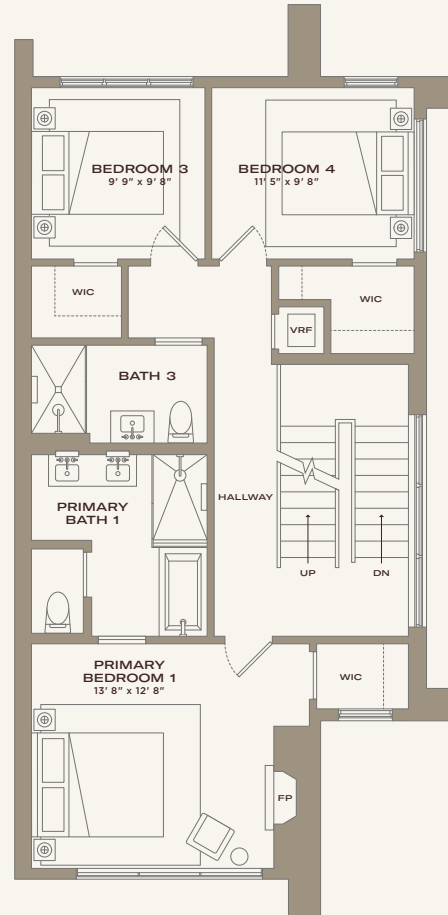 BEDROOM 3
9' 9" x 9' 8"
BEDROOM 4
11' 5" x 9' 8"
WIC
WIC
VRF
BATH 3
PRIMARY
BATH 1
HALLWAY
UP
DN
PRIMARY
BEDROOM 1
13' 8" x 12' 8"
WIC
FP